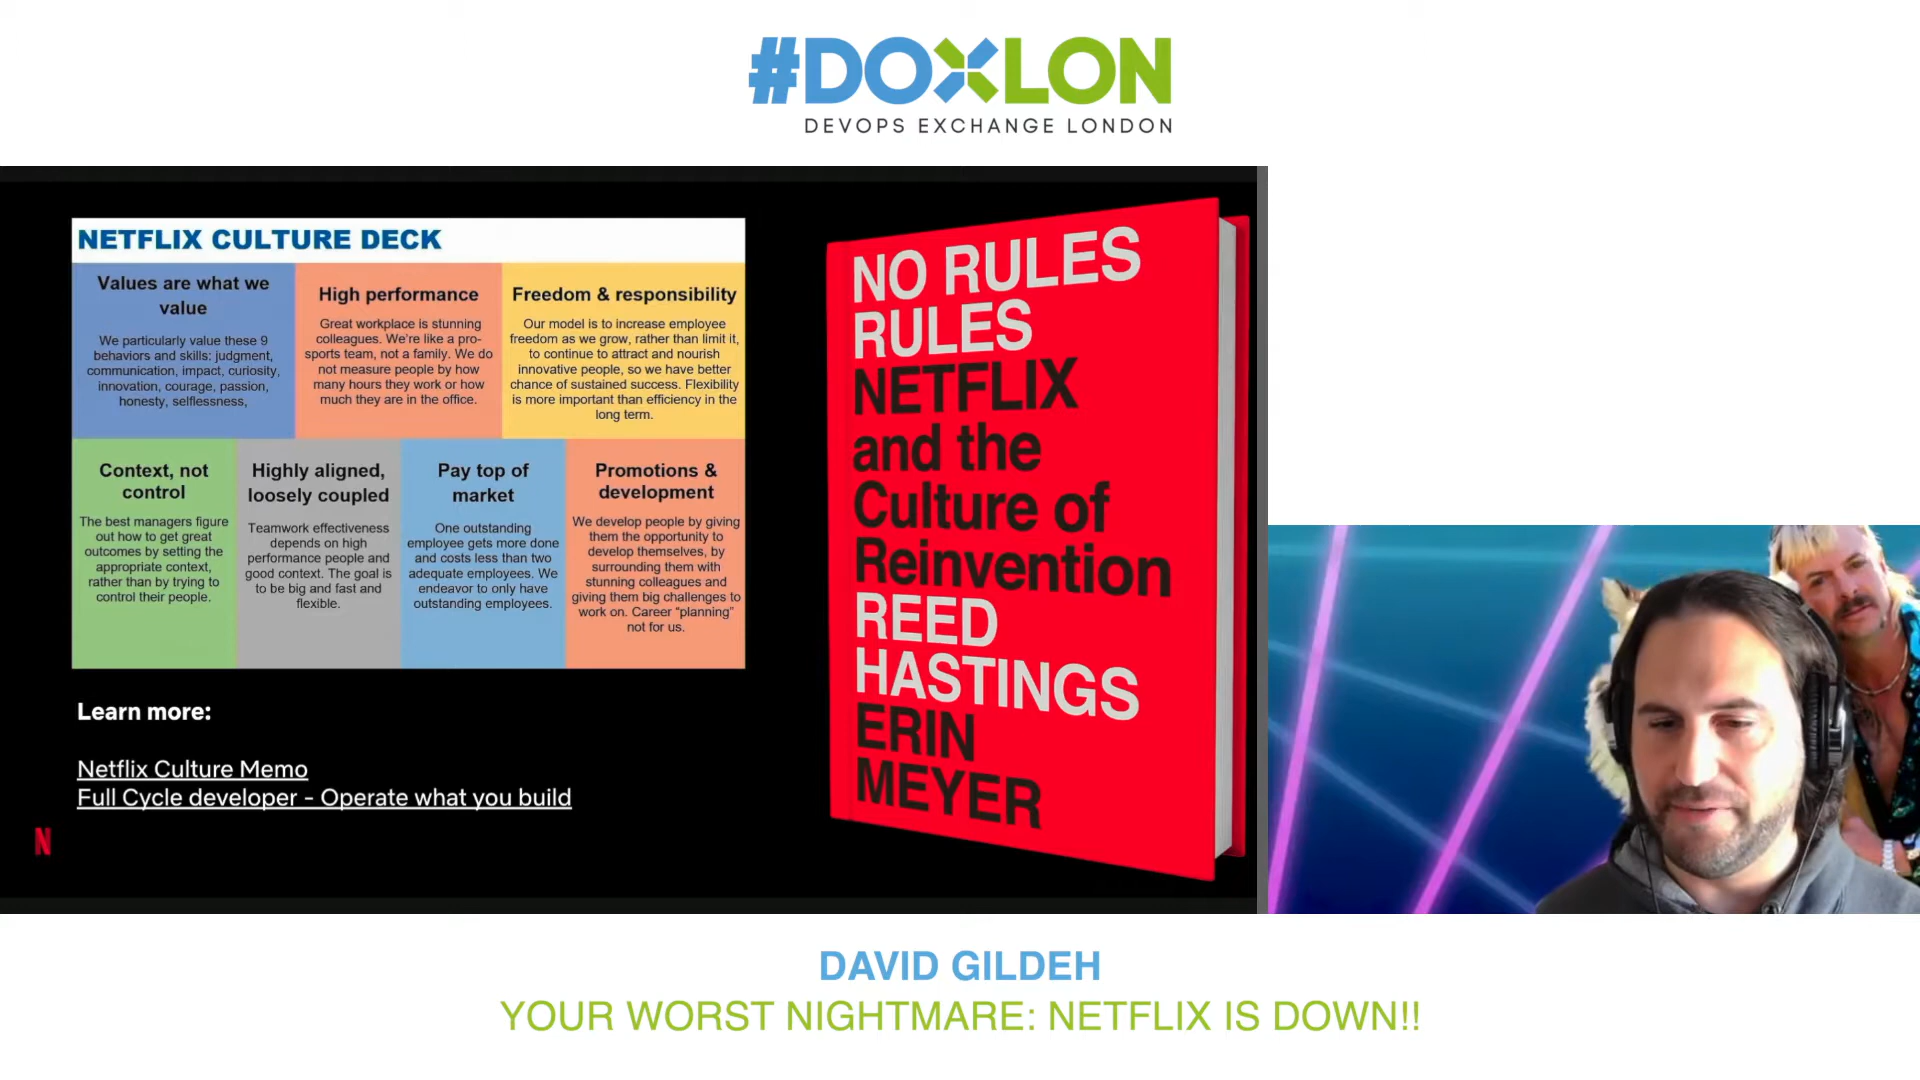 #DOXLON
DEVOPS EXCHANGE LONDON
NETFLIX CULTURE DECK
Values are what we
value
We particularly value these 9
behaviors and skills: judgment,
communication, impact, curiosity,
innovation, courage, passion,
honesty, selflessness,
High performance
Great workplace is stunning
colleagues. We're like a pro-
sports team, not a family. We do
not measure people by how
many hours they work or how
much they are in the office.
Freedom & responsibility
Our model is to increase employee
freedom as we grow, rather than limit it,
to continue to attract and nourish
innovative people, so we have better
chance of sustained success. Flexibility
is more important than efficiency in the
long term.
Context, not
control
The best managers figure
out how to get great
outcomes by setting the
appropriate context,
rather than by trying to
control their people.
Highly aligned,
loosely coupled
Teamwork effectiveness
depends on high
performance people and
good context. The goal is
to be big and fast and
flexible.
Pay top of
market
One outstanding
employee gets more done
and costs less than two
adequate employees. We
endeavor to only have
outstanding employees.
Promotions &
development
We develop people by giving
them the opportunity to
develop themselves, by
surrounding them with
stunning colleagues and
giving them big challenges to
work on. Career "planning"
not for us.
Learn more:
Netflix Culture Memo
Full Cycle developer - Operate what you build
N
NO RULES
RULES
NETFLIX
and the
Culture of
Reinvention
REED
HASTINGS
ERIN
MEYER
DAVID GILDEH
YOUR WORST NIGHTMARE: NETFLIX IS DOWN!!